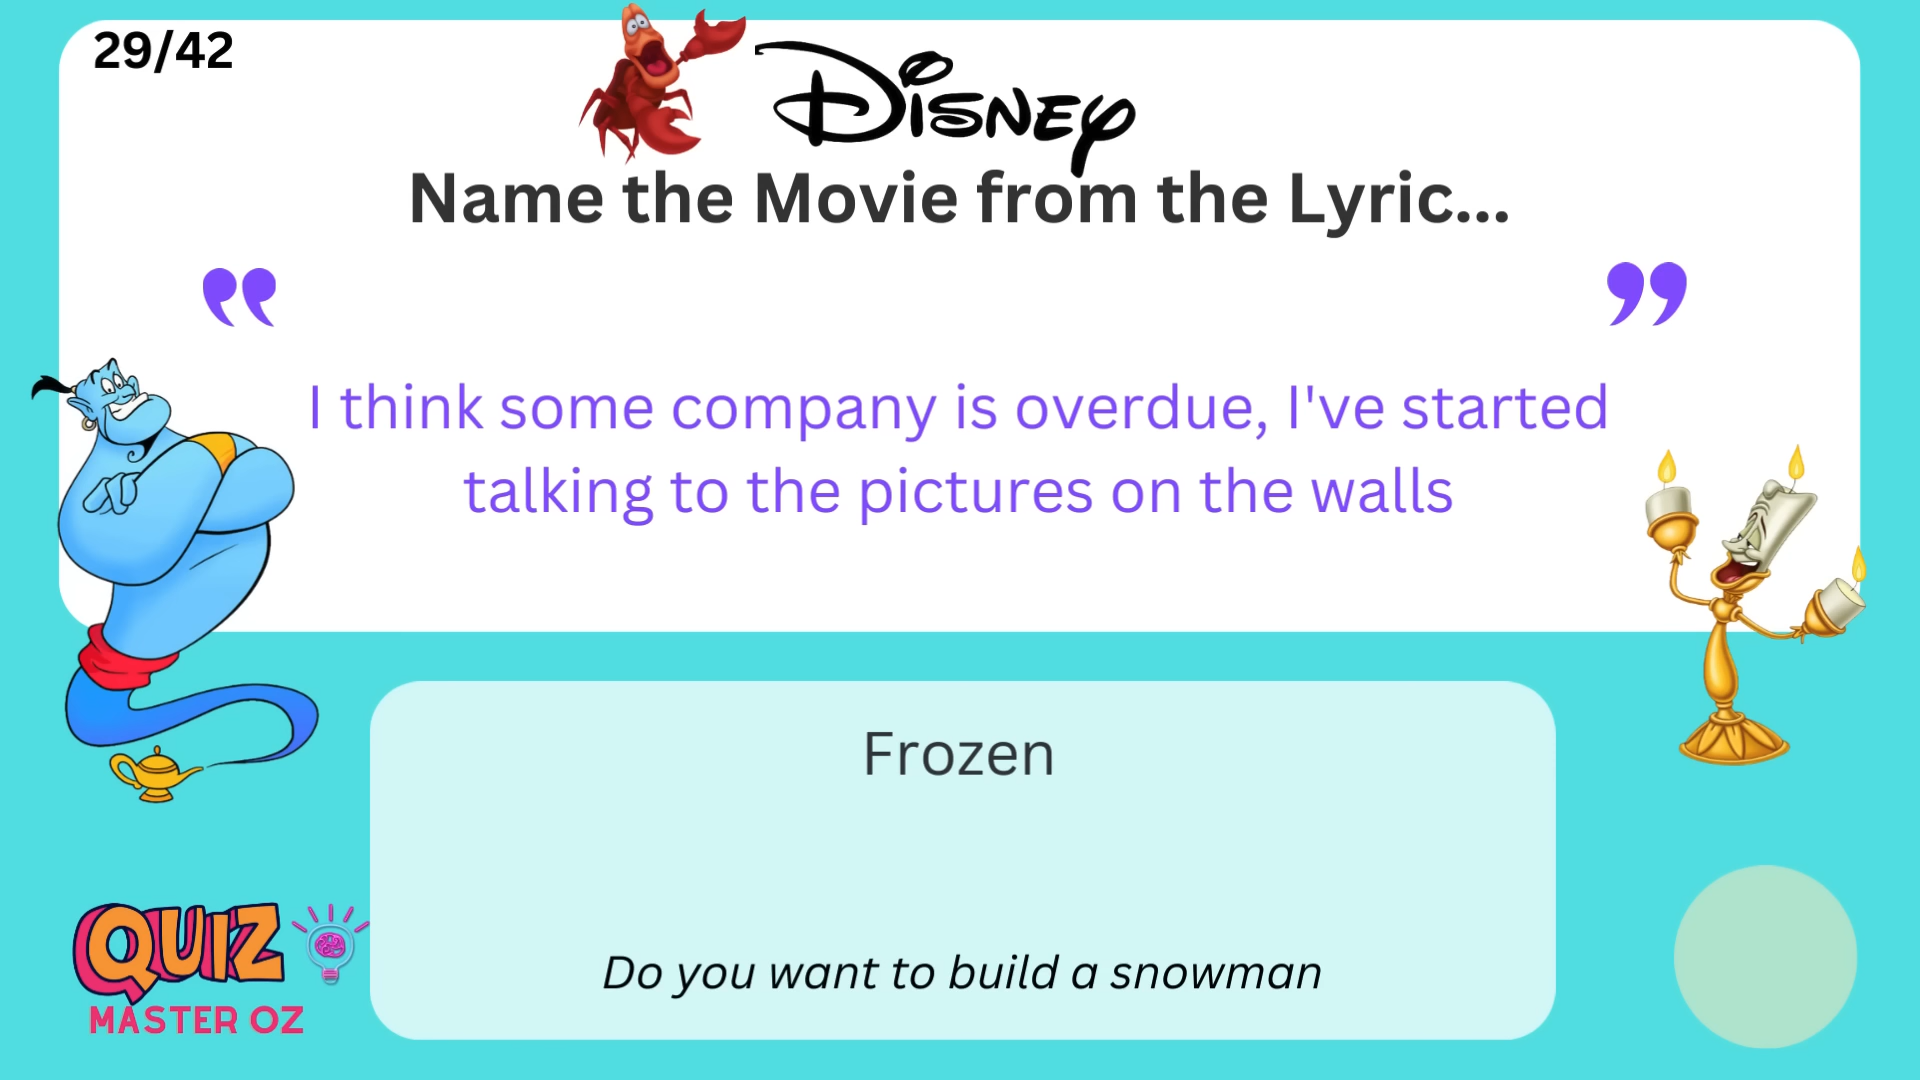 29/42
Disney
Name the Movie from the Lyric...
"
"
I think some company is overdue, I've started
talking to the pictures on the walls
Frozen
Do you want to build a snowman
QUIZ
MASTER OZ